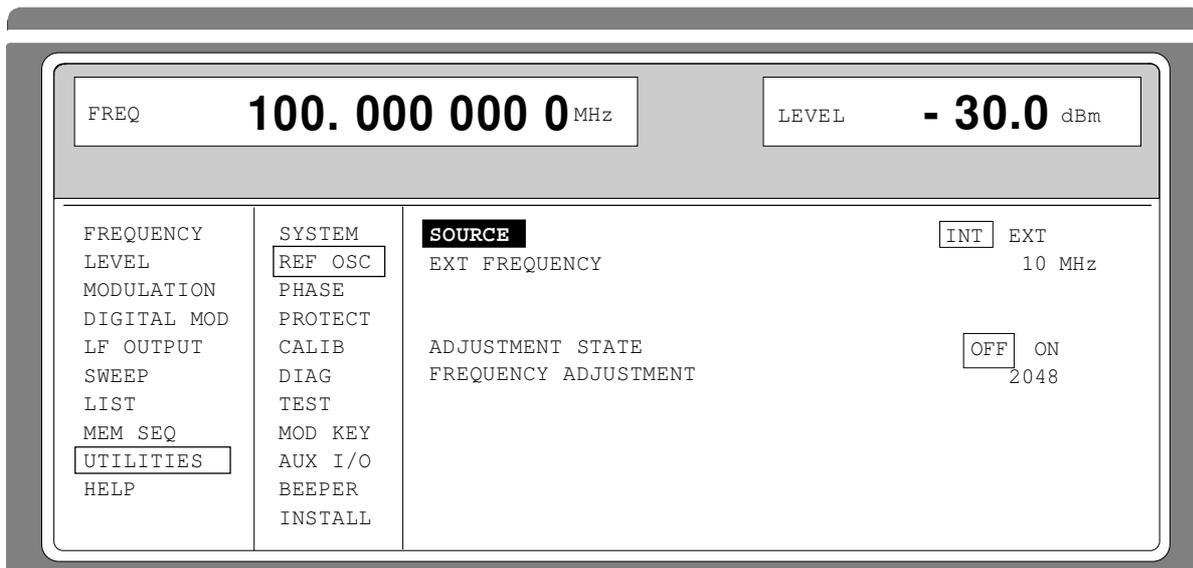 FREQ 100. 000 000 0 MHz LEVEL - 30.0 dBm
FREQUENCY SYSTEM SOURCE INT EXT
LEVEL REF OSC EXT FREQUENCY 10 MHz
MODULATION PHASE
DIGITAL MOD PROTECT
LF OUTPUT CALIB ADJUSTMENT STATE OFF ON
SWEEP DIAG FREQUENCY ADJUSTMENT 2048
LIST TEST
MEM SEQ MOD KEY
UTILITIES AUX I/O
HELP BEEPER
INSTALL